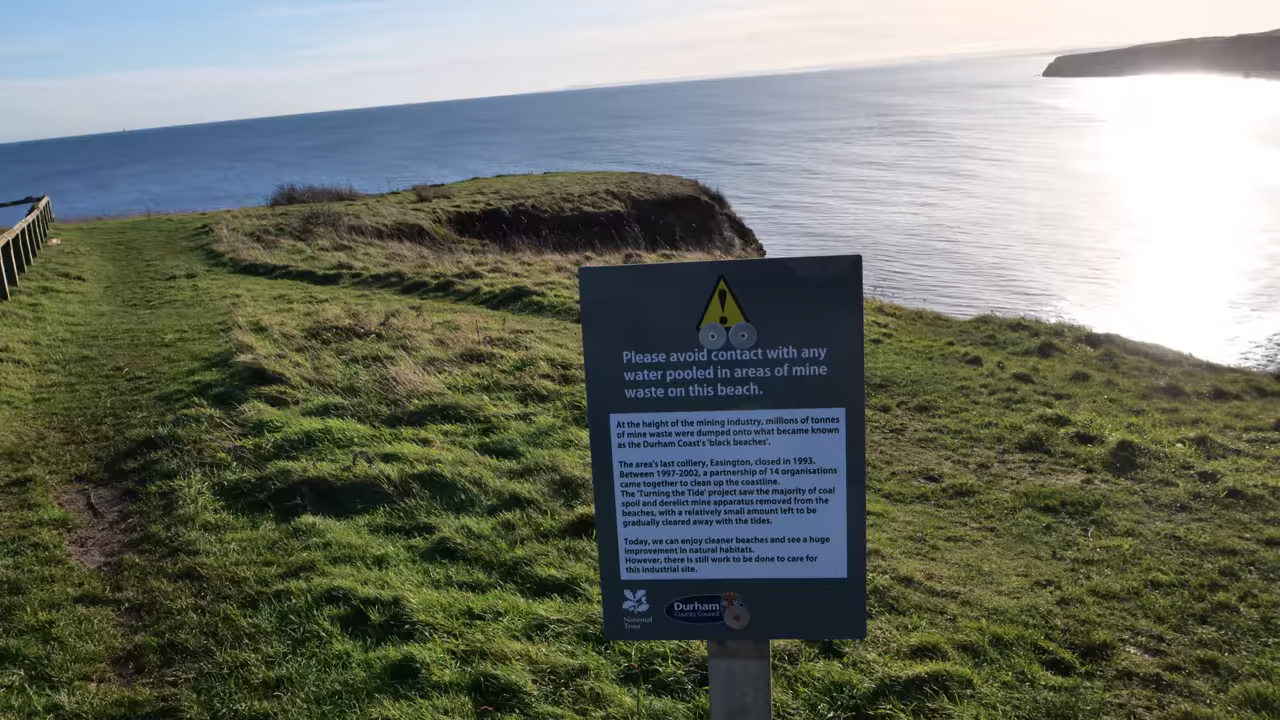 Please avoid contact with any
water pooled in areas of mine
waste on this beach.
At the height of the mining industry, millions of tonnes
of mine waste were dumped onto what became known
as the Durham Coast's 'black beaches'.
The area's last colliery, Easington, closed in 1993.
Between 1997-2002, a partnership of 14 organisations
came together to clean up the coastline.
The 'Turning the Tide' project saw the majority of coal
spoil and derelict mine apparatus removed from the
beaches, with a relatively small amount left to be
gradually cleared away with the tides.
Today, we can enjoy cleaner beaches and see a huge
improvement in natural habitats.
However, there is still work to be done to care for
this industrial site.
National
Trust
Durham
County Council